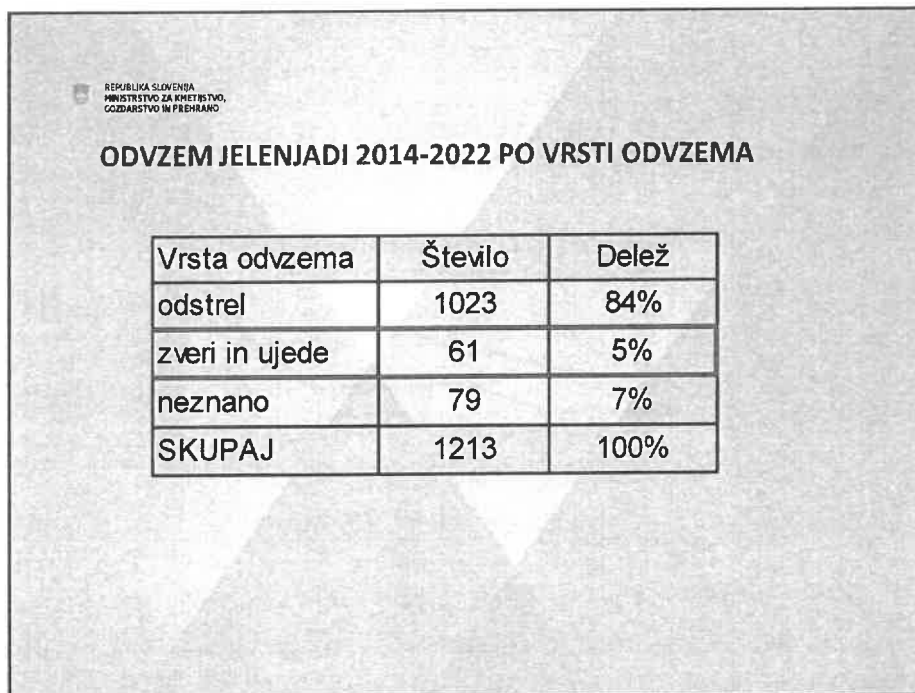 REPUBLIKA SLOVENIJA
MINISTRSTVO ZA KMETIJSTVO,
GOZDARSTVO IN PREHRANO
ODVZEM JELENJADI 2014-2022 PO VRSTI ODVZEMA
Vrsta odvzema Število Delež
odstrel 1023 84%
zveri in ujede 61 5%
neznano 79 7%
SKUPAJ 1213 100%